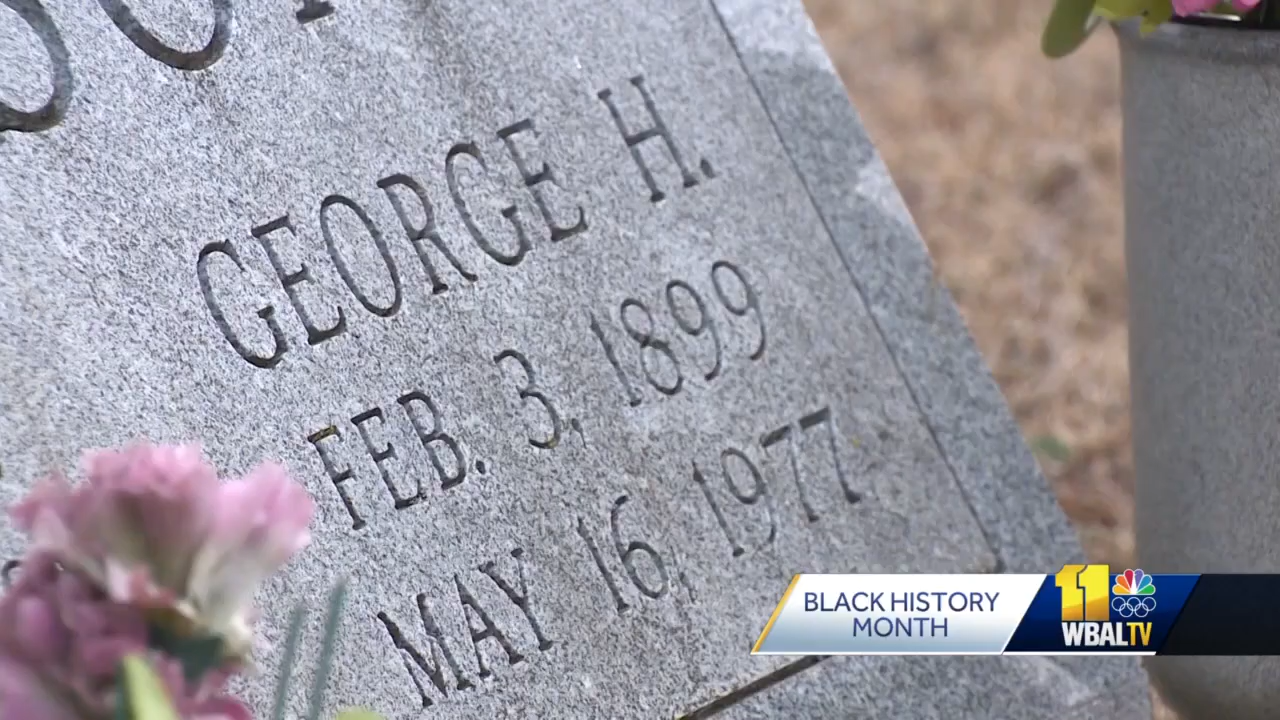 GEORGE H.
FEB. 3, 1899
MAY 16, 1977
BLACK HISTORY
MONTH
11
WBALTV